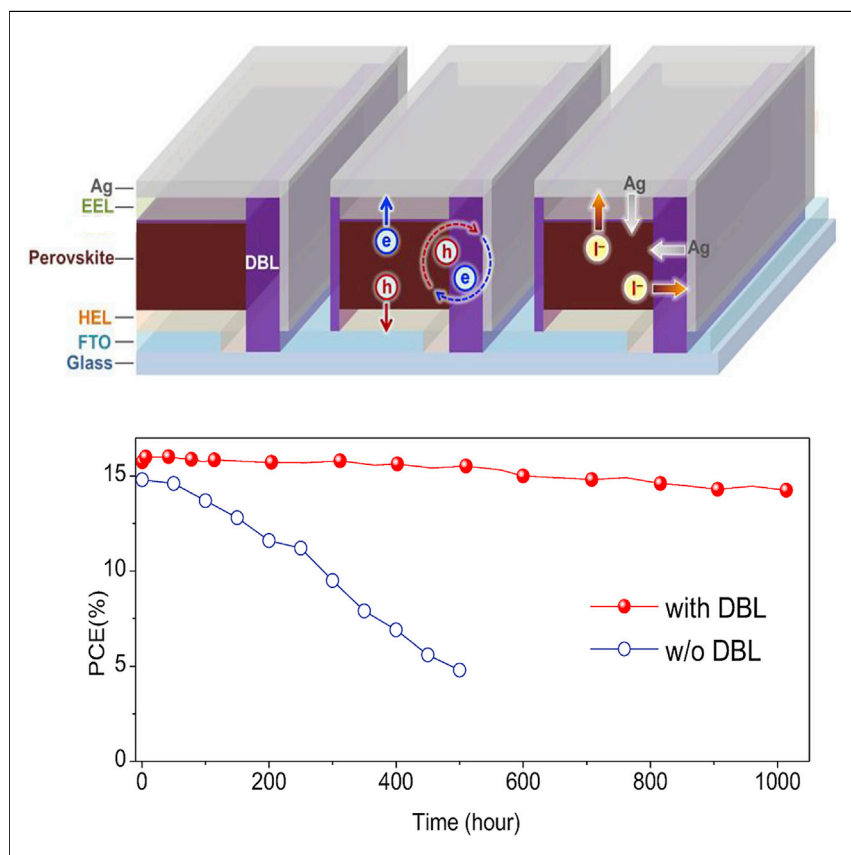 Ag
EEL
Perovskite
HEL
FTO
Glass
DBL
e
h
h
e
Ag
I⁻
Ag
I⁻
15
10
5
0
PCE(%)
with DBL
w/o DBL
0 200 400 600 800 1000
Time (hour)